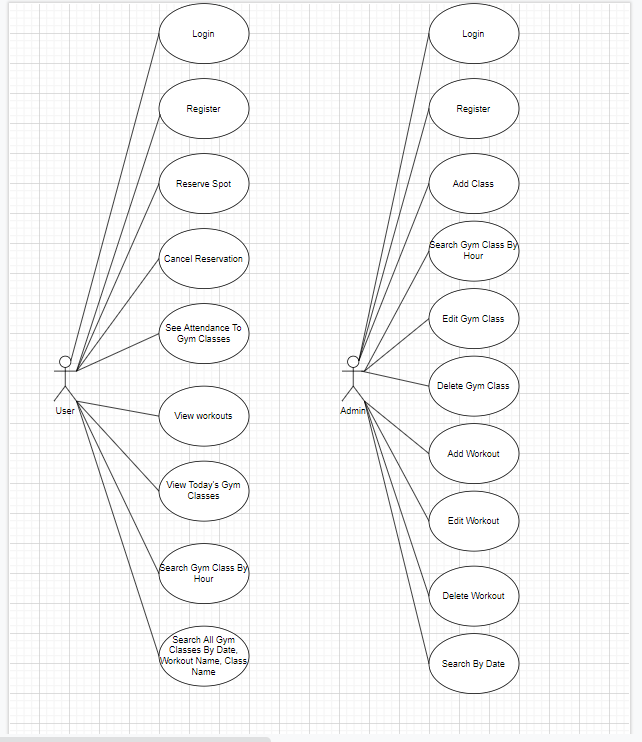 Login
Register
Reserve Spot
Cancel Reservation
See Attendance To
Gym Classes
User
View workouts
View Today's Gym
Classes
Search Gym Class By
Hour
Search All Gym
Classes By Date,
Workout Name, Class
Name
Login
Register
Add Class
Search Gym Class By
Hour
Edit Gym Class
Delete Gym Class
Admin
Add Workout
Edit Workout
Delete Workout
Search By Date